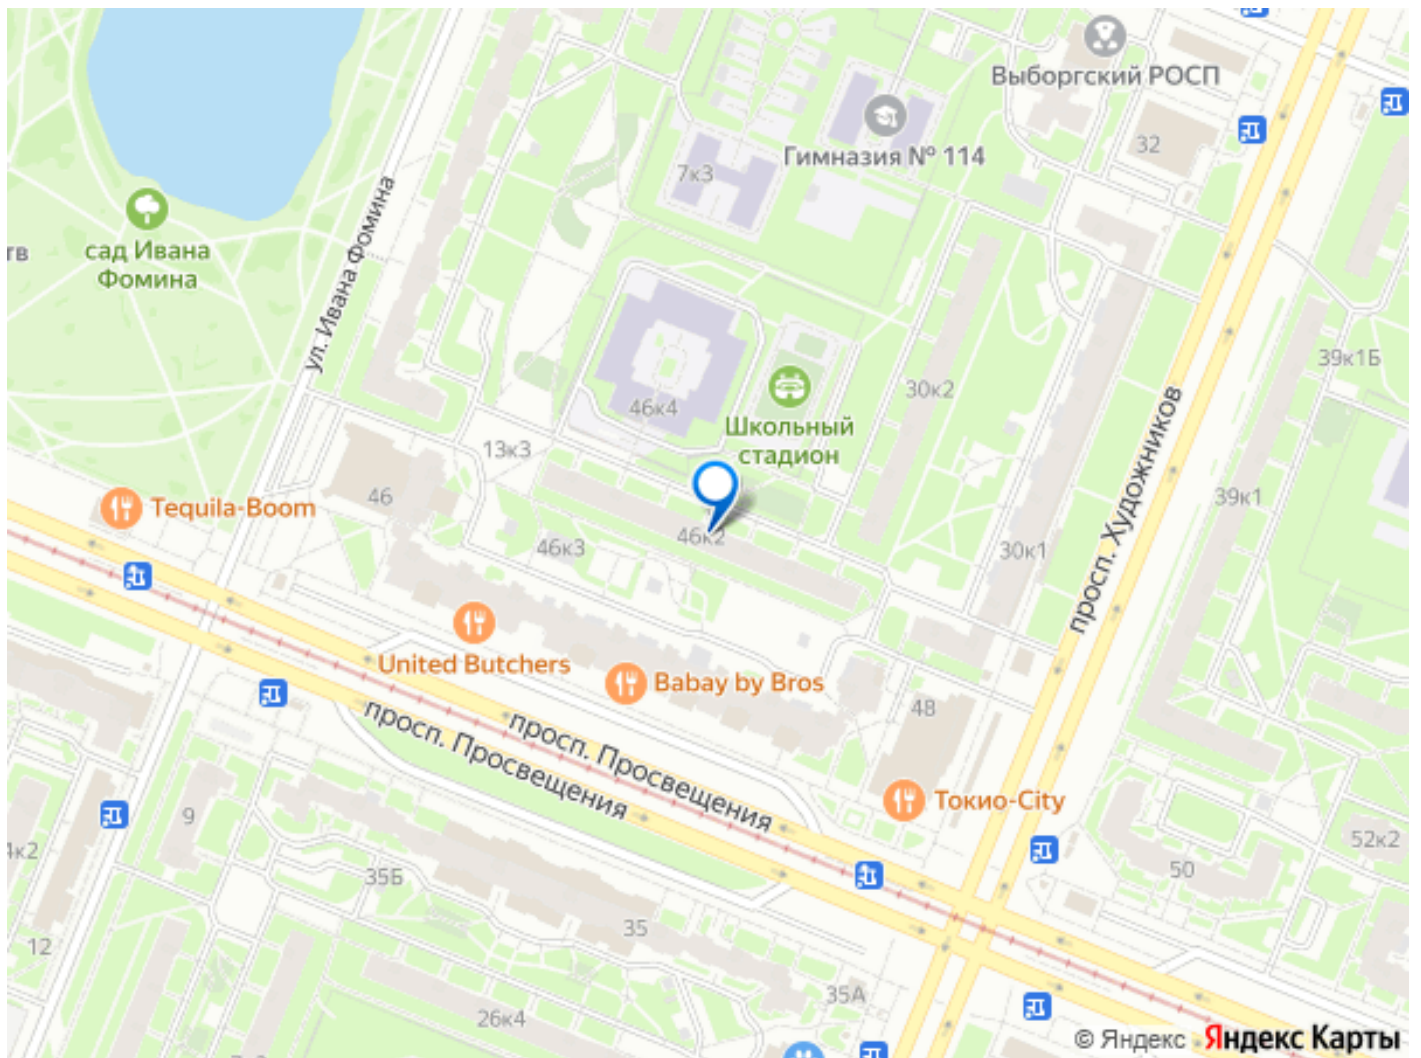 Выборгский РОСП
32
Гимназия № 114
7к3
ул. Ивана Фомина
сад Ивана
Фомина
тв
39к1Б
30к2
46к4
Школьный
стадион
просп. Художников
13к3
46
39к1
Tequila-Boom
46к2
46к3
30к1
United Butchers
Babay by Bros
48
просп. Просвещения
просп. Просвещения
Токио-City
9
52к2
4к2
50
35Б
35
12
35А
26к4
© Яндекс Яндекс Карты